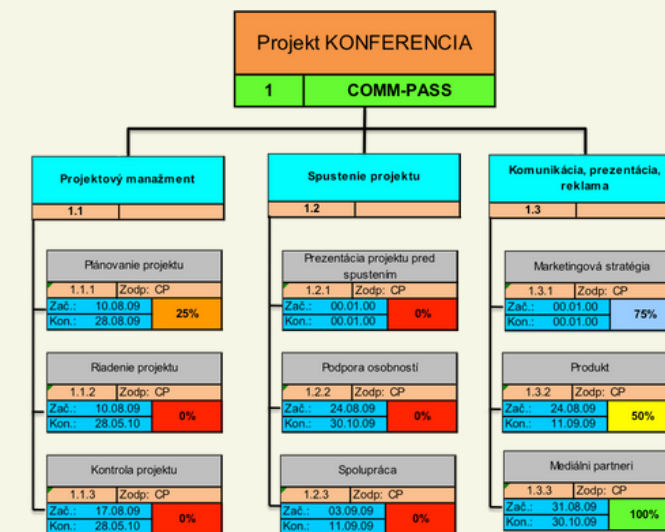 Projekt KONFERENCIA
1 COMM-PASS
Projektový manažment
1.1
Plánovanie projektu
1.1.1 Zodp: CP
Zač.: 10.08.09
Kon.: 28.08.09
25%
Riadenie projektu
1.1.2 Zodp: CP
Zač.: 10.08.09
Kon.: 28.05.10
0%
Kontrola projektu
1.1.3 Zodp: CP
Zač.: 17.08.09
Kon.: 28.05.10
0%
Spustenie projektu
1.2
Prezentácia projektu pred
spustením
1.2.1 Zodp: CP
Zač.: 00.01.00
Kon.: 00.01.00
0%
Podpora osobností
1.2.2 Zodp: CP
Zač.: 24.08.09
Kon.: 30.10.09
0%
Spolupráca
1.2.3 Zodp: CP
Zač.: 03.09.09
Kon.: 11.09.09
0%
Komunikácia, prezentácia,
reklama
1.3
Marketingová stratégia
1.3.1 Zodp: CP
Zač.: 00.01.00
Kon.: 00.01.00
75%
Produkt
1.3.2 Zodp: CP
Zač.: 24.08.09
Kon.: 11.09.09
50%
Mediálni partneri
1.3.3 Zodp: CP
Zač.: 31.08.09
Kon.: 30.10.09
100%